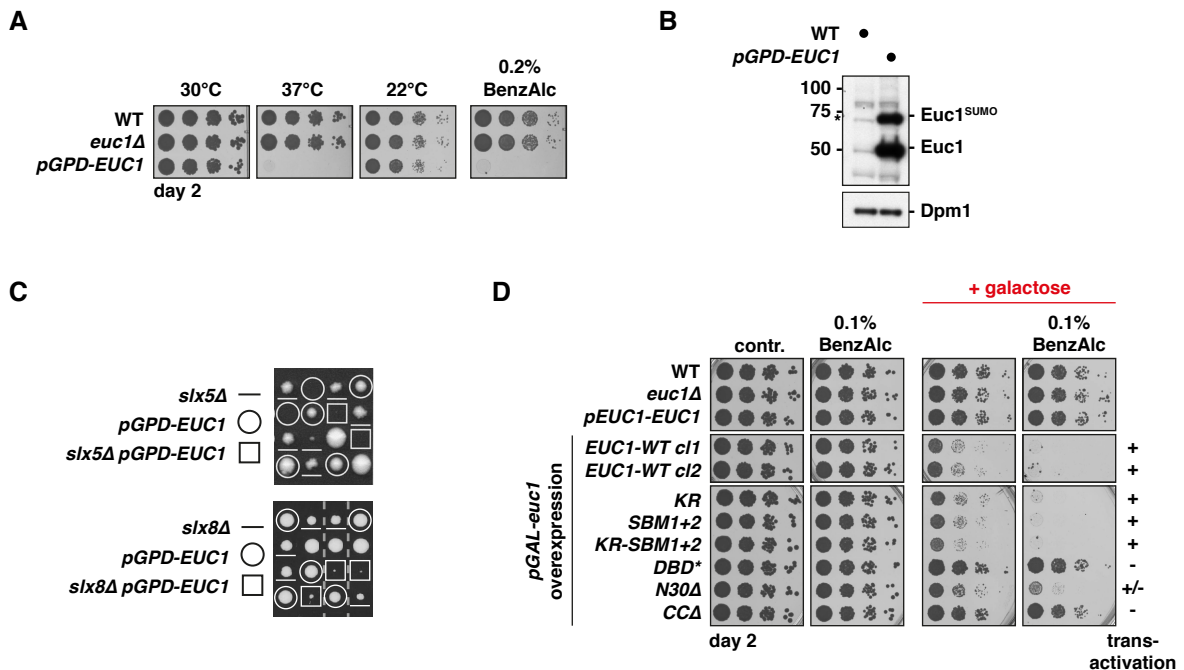 A
30°C
37°C
22°C
0.2%
BenzAlc
WT
euc1Δ
pGPD-EUC1
day 2
B
WT ●
pGPD-EUC1 ●
100
75
*
50
Euc1SUMO
Euc1
Dpm1
C
slx5Δ —
pGPD-EUC1
slx5Δ pGPD-EUC1
slx8Δ —
pGPD-EUC1
slx8Δ pGPD-EUC1
D
+ galactose
contr.
0.1%
BenzAlc
0.1%
BenzAlc
WT
euc1Δ
pEUC1-EUC1
pGAL-euc1
overexpression
EUC1-WT cl1 +
EUC1-WT cl2 +
KR +
SBM1+2 +
KR-SBM1+2 +
DBD* -
N30Δ +/-
CCΔ -
day 2
trans-
activation